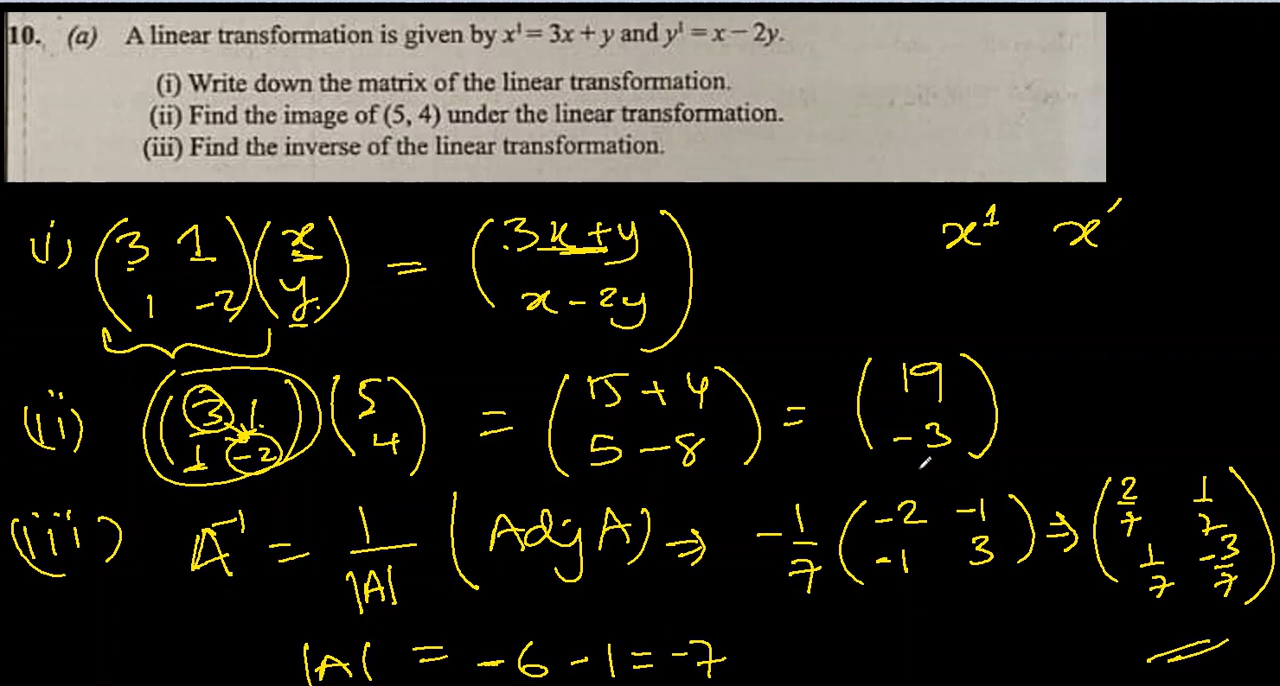 10. (a) A linear transformation is given by x¹ = 3x + y and y¹ = x − 2y.
(i) Write down the matrix of the linear transformation.
(ii) Find the image of (5, 4) under the linear transformation.
(iii) Find the inverse of the linear transformation.
i) (3 1; 1 -2)(x; y) = (3x+y; x-2y) x¹ x′
(ii) ((3 1; 1 -2))(5; 4) = (15+4; 5-8) = (19; -3)
(iii) A⁻¹ = 1/|A| (Adj A) ⇒ -1/7 (-2 -1; -1 3) ⇒ (2/7 1/7; 1/7 -3/7)
|A| = -6 -1 = -7